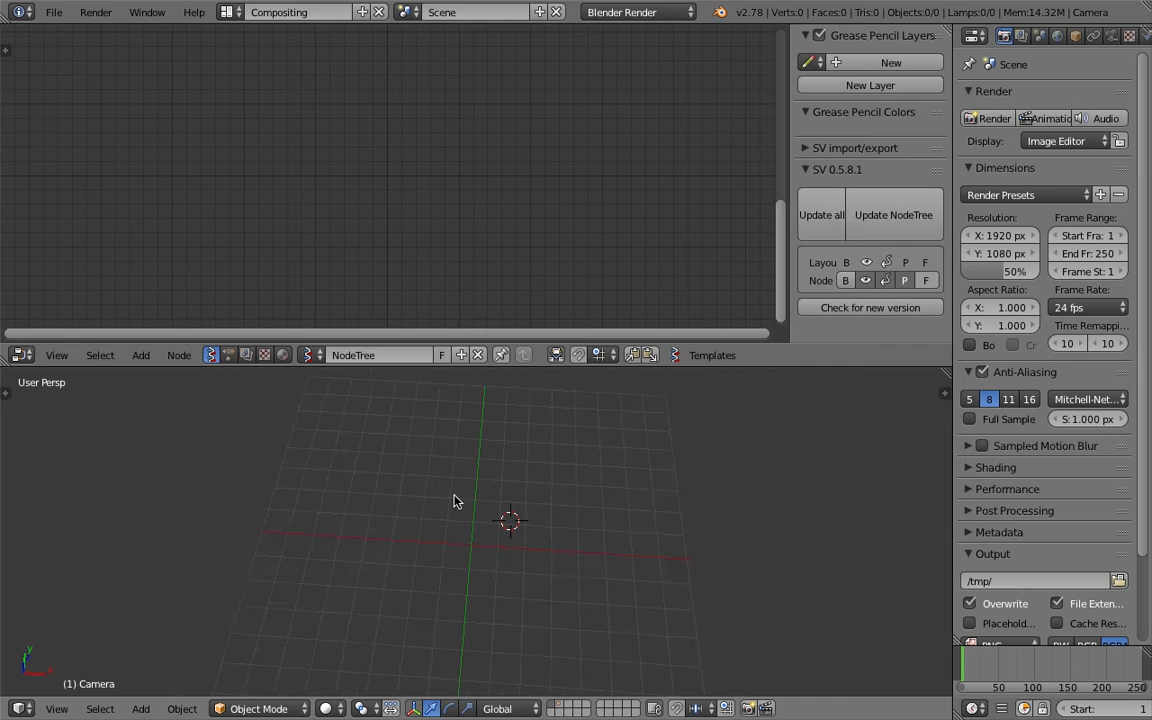 File Render Window Help Compositing Scene Blender Render v2.78 | Verts:0 | Faces:0 | Tris:0 | Objects:0/0 | Lamps:0/0 | Mem:14.32M | Camera
Grease Pencil Layers
New
New Layer
Grease Pencil Colors
SV import/export
SV 0.5.8.1
Update all Update NodeTree
Layou B P F
Node B P F
Check for new version
View Select Add Node NodeTree F Templates
User Persp
(1) Camera
View Select Add Object Object Mode Global
Scene
Render
Render Animatic Audio
Display: Image Editor
Dimensions
Render Presets
Resolution: Frame Range:
X: 1920 px Start Fra: 1
Y: 1080 px End Fr: 250
50% Frame St: 1
Aspect Ratio: Frame Rate:
X: 1.000 24 fps
Y: 1.000 Time Remappi...
Bo Cr 10 10
Anti-Aliasing
5 8 11 16 Mitchell-Net...
Full Sample S: 1.000 px
Sampled Motion Blur
Shading
Performance
Post Processing
Metadata
Output
/tmp/
Overwrite File Exten...
Placehold... Cache Res...
50 100 150 200 250
Start: 1